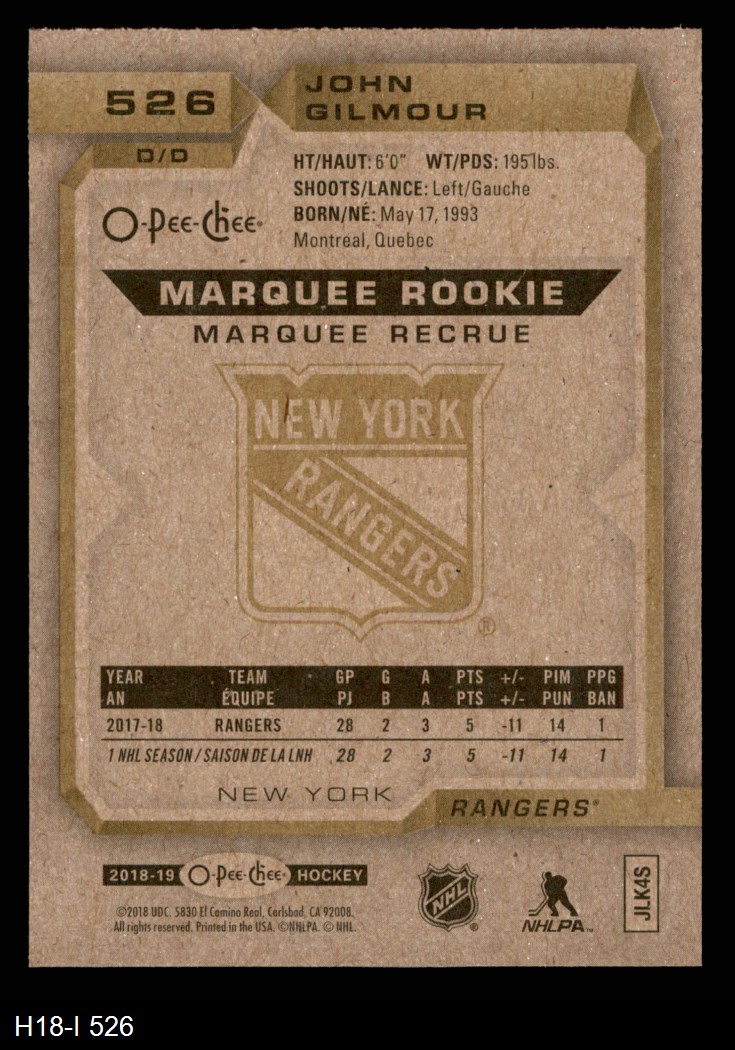 526
JOHN
GILMOUR
D/D
HT/HAUT: 6'0" WT/PDS: 195 lbs.
SHOOTS/LANCE: Left/Gauche
BORN/NÉ: May 17, 1993
Montreal, Quebec
O-Pee-Chee®
MARQUEE ROOKIE
MARQUEE RECRUE
NEW YORK
RANGERS
®
YEAR TEAM GP G A PTS +/- PIM PPG
AN ÉQUIPE PJ B A PTS +/- PUN BAN
2017-18 RANGERS 28 2 3 5 -11 14 1
1 NHL SEASON / SAISON DE LA LNH 28 2 3 5 -11 14 1
NEW YORK
RANGERS®
2018-19 O-Pee-Chee® HOCKEY
©2018 UDC. 5830 El Camino Real, Carlsbad, CA 92008.
All rights reserved. Printed in the USA. ©NHLPA. © NHL.
NHL
®
NHLPA™
JLK4S
H18-I 526